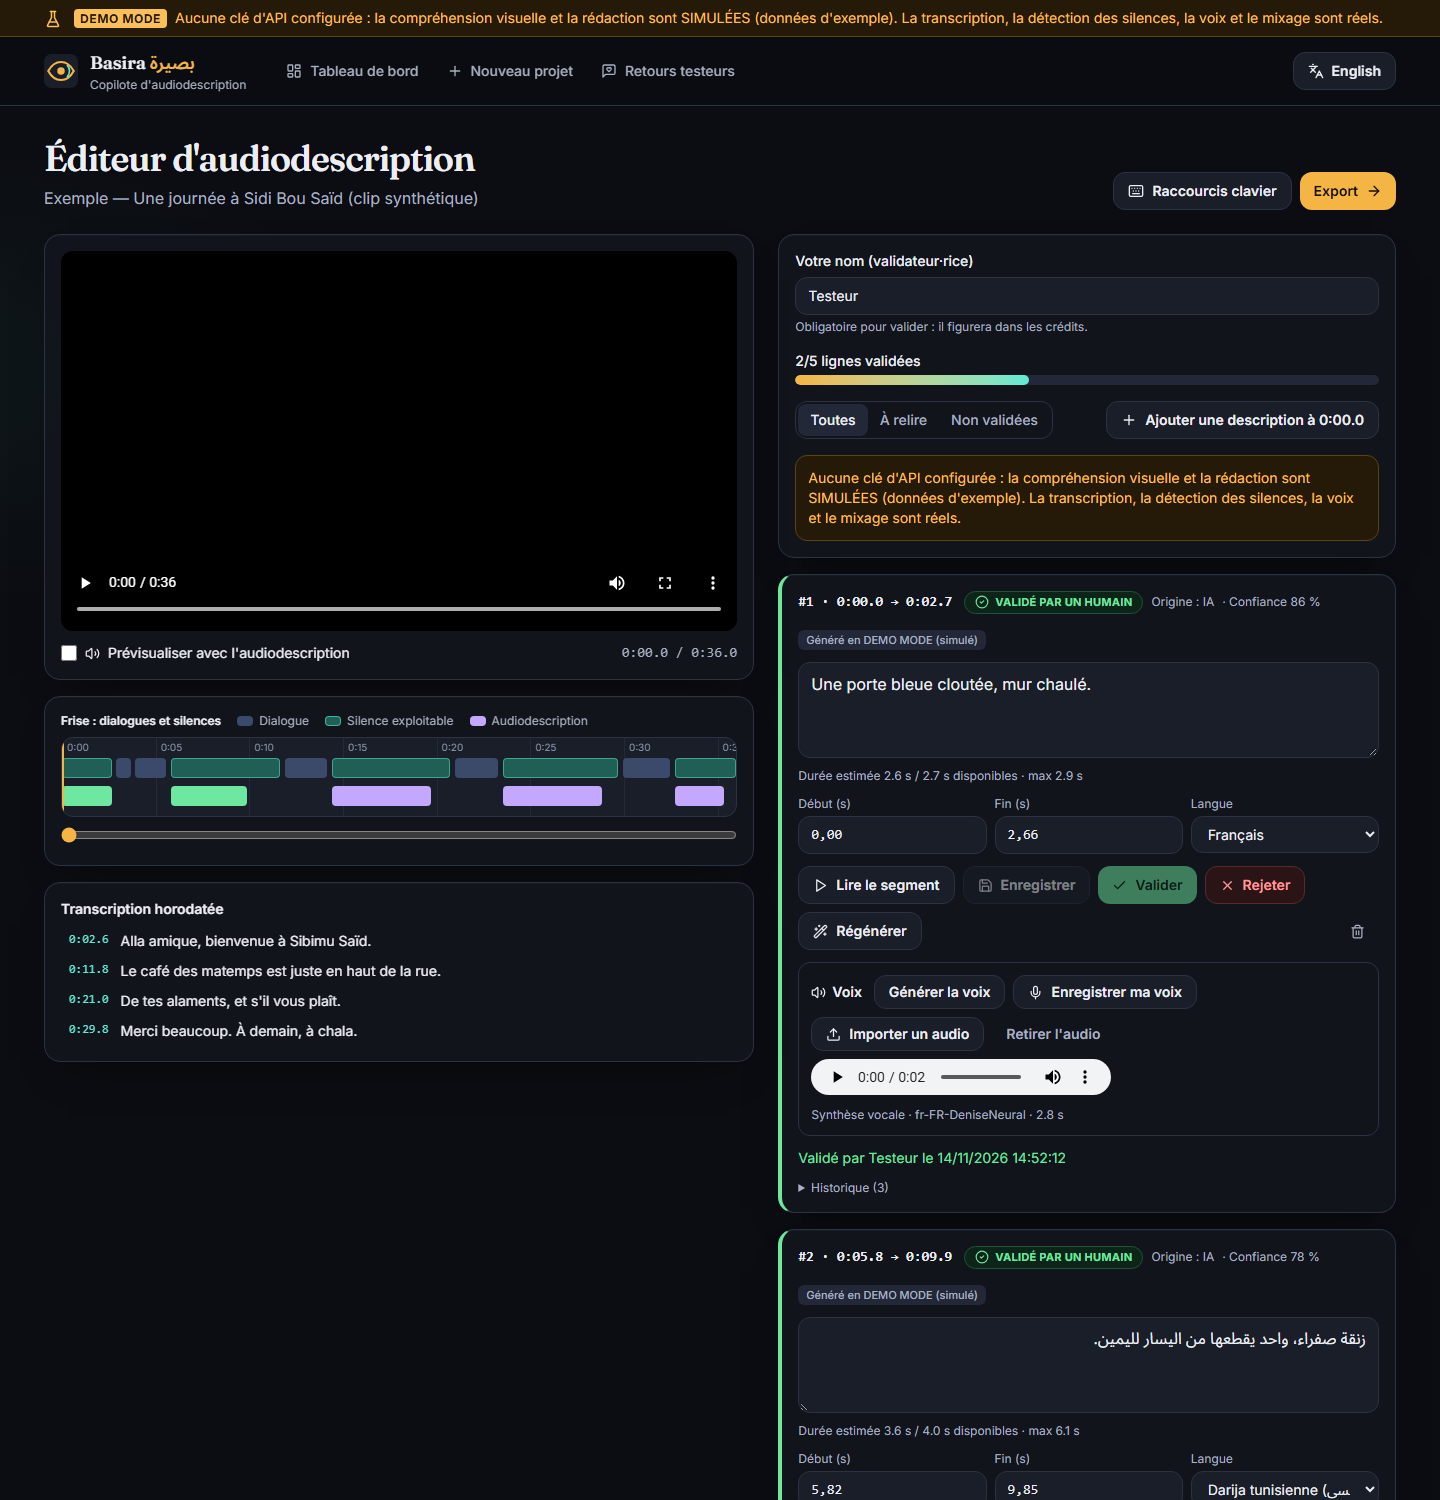 DEMO MODE Aucune clé d'API configurée : la compréhension visuelle et la rédaction sont SIMULÉES (données d'exemple). La transcription, la détection des silences, la voix et le mixage sont réels.
Basira بصيرة
Copilote d'audiodescription
Tableau de bord
Nouveau projet
Retours testeurs
English
Éditeur d'audiodescription
Exemple — Une journée à Sidi Bou Saïd (clip synthétique)
Raccourcis clavier
Export
0:00 / 0:36
Prévisualiser avec l'audiodescription
0:00.0 / 0:36.0
Frise : dialogues et silences
Dialogue
Silence exploitable
Audiodescription
0:00 0:05 0:10 0:15 0:20 0:25 0:30
Transcription horodatée
0:02.6 Alla amique, bienvenue à Sibimu Saïd.
0:11.8 Le café des matemps est juste en haut de la rue.
0:21.0 De tes alaments, et s'il vous plaît.
0:29.8 Merci beaucoup. À demain, à chala.
Votre nom (validateur·rice)
Testeur
Obligatoire pour valider : il figurera dans les crédits.
2/5 lignes validées
Toutes
À relire
Non validées
Ajouter une description à 0:00.0
Aucune clé d'API configurée : la compréhension visuelle et la rédaction sont
SIMULÉES (données d'exemple). La transcription, la détection des silences, la voix
et le mixage sont réels.
#1 · 0:00.0 → 0:02.7 VALIDÉ PAR UN HUMAIN Origine : IA · Confiance 86 %
Généré en DEMO MODE (simulé)
Une porte bleue cloutée, mur chaulé.
Durée estimée 2.6 s / 2.7 s disponibles · max 2.9 s
Début (s) Fin (s) Langue
0,00 2,66 Français
Lire le segment
Enregistrer
Valider
Rejeter
Régénérer
Voix
Générer la voix
Enregistrer ma voix
Importer un audio
Retirer l'audio
0:00 / 0:02
Synthèse vocale · fr-FR-DeniseNeural · 2.8 s
Validé par Testeur le 14/11/2026 14:52:12
Historique (3)
#2 · 0:05.8 → 0:09.9 VALIDÉ PAR UN HUMAIN Origine : IA · Confiance 78 %
Généré en DEMO MODE (simulé)
زنقة صفراء، واحد يقطعها من اليسار لليمين.
Durée estimée 3.6 s / 4.0 s disponibles · max 6.1 s
Début (s) Fin (s) Langue
5,82 9,85 Darija tunisienne